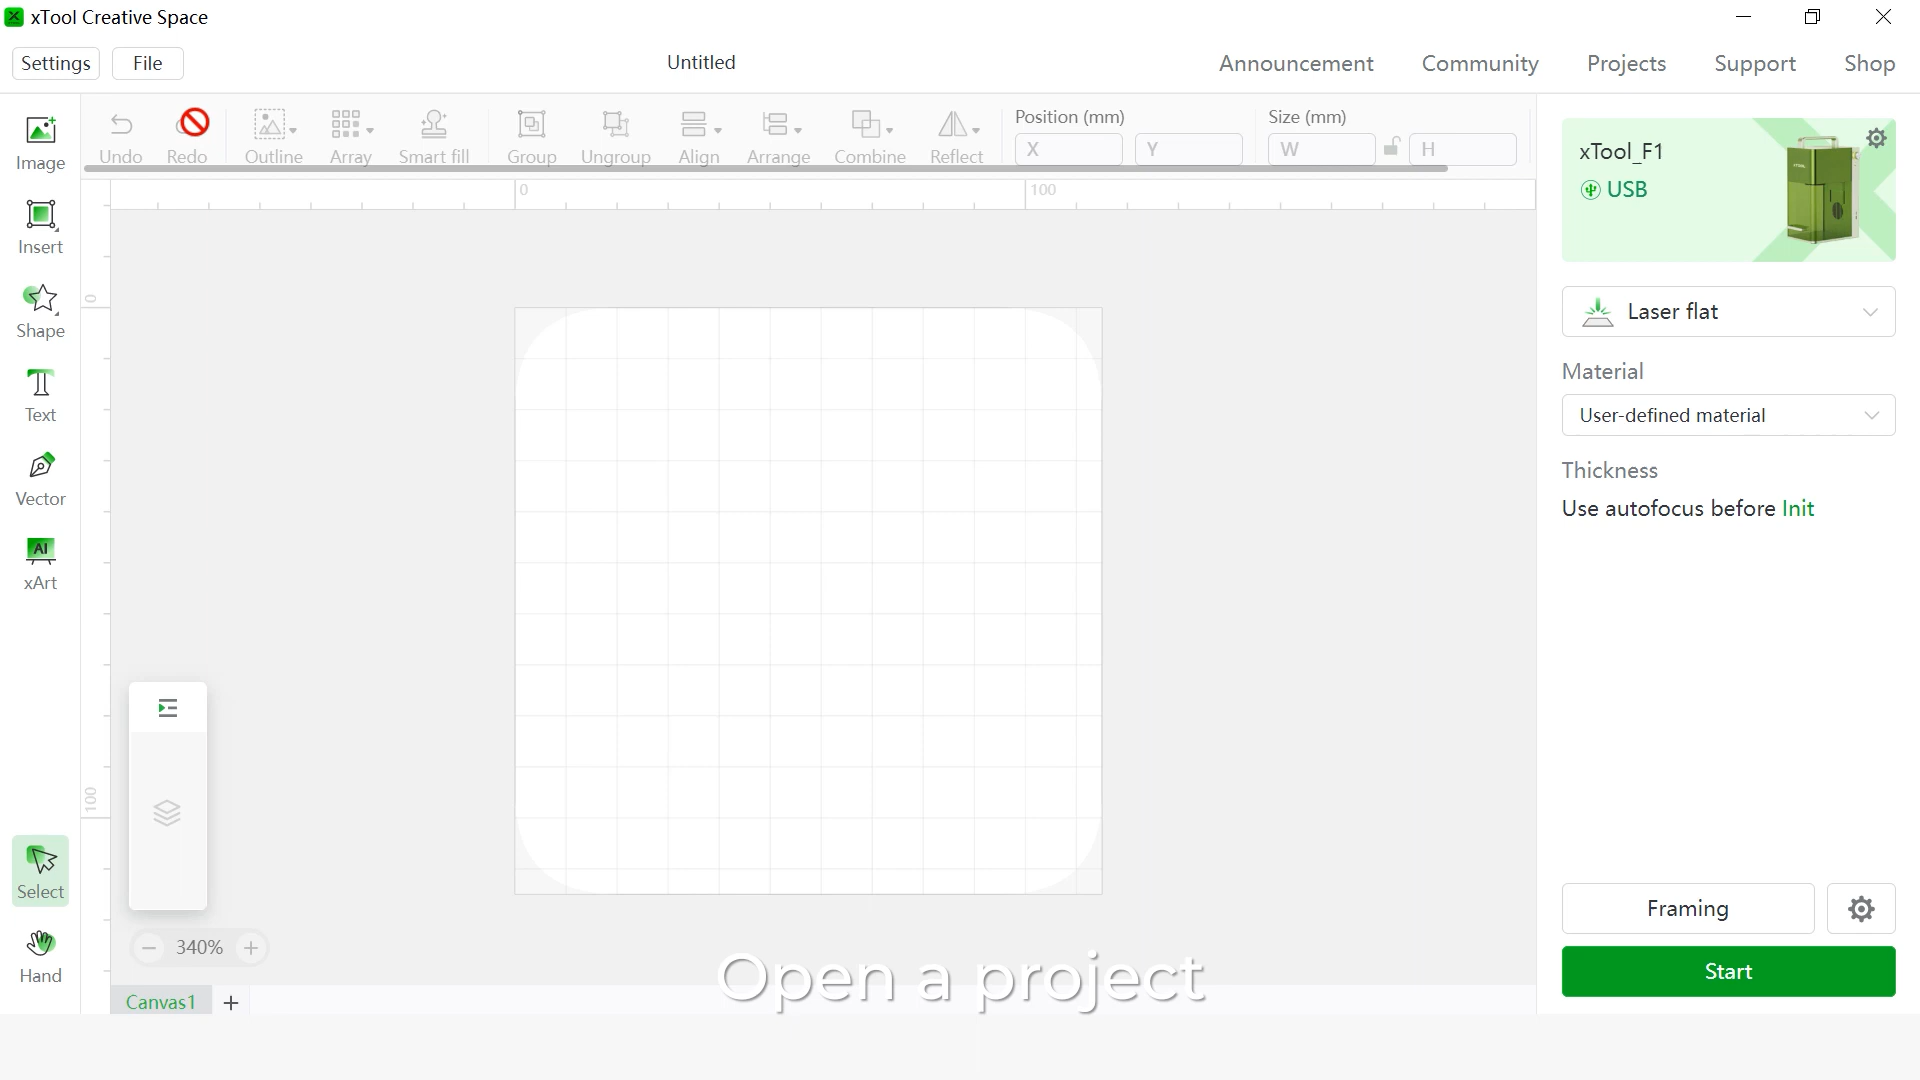 xTool Creative Space
Settings File Untitled Announcement Community Projects Support Shop
Image
Insert
Shape
Text
Vector
AI
xArt
Select
Hand
Undo Redo Outline Array Smart fill Group Ungroup Align Arrange Combine Reflect
Position (mm) Size (mm)
X Y W H
0 100
0
100
340%
Canvas1 +
xTool_F1
USB
Laser flat
Material
User-defined material
Thickness
Use autofocus before Init
Framing
Start
Open a project